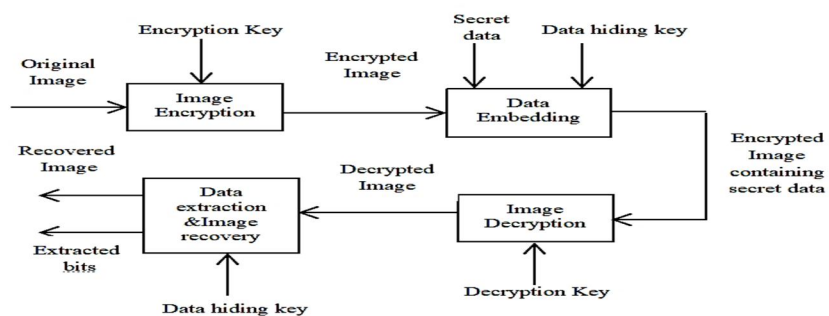 Encryption Key
Secret
data
Data hiding key
Original
Image
Encrypted
Image
Image
Encryption
Data
Embedding
Encrypted
Image
containing
secret data
Recovered
Image
Decrypted
Image
Data
extraction
&Image
recovery
Image
Decryption
Extracted
bits
Data hiding key
Decryption Key